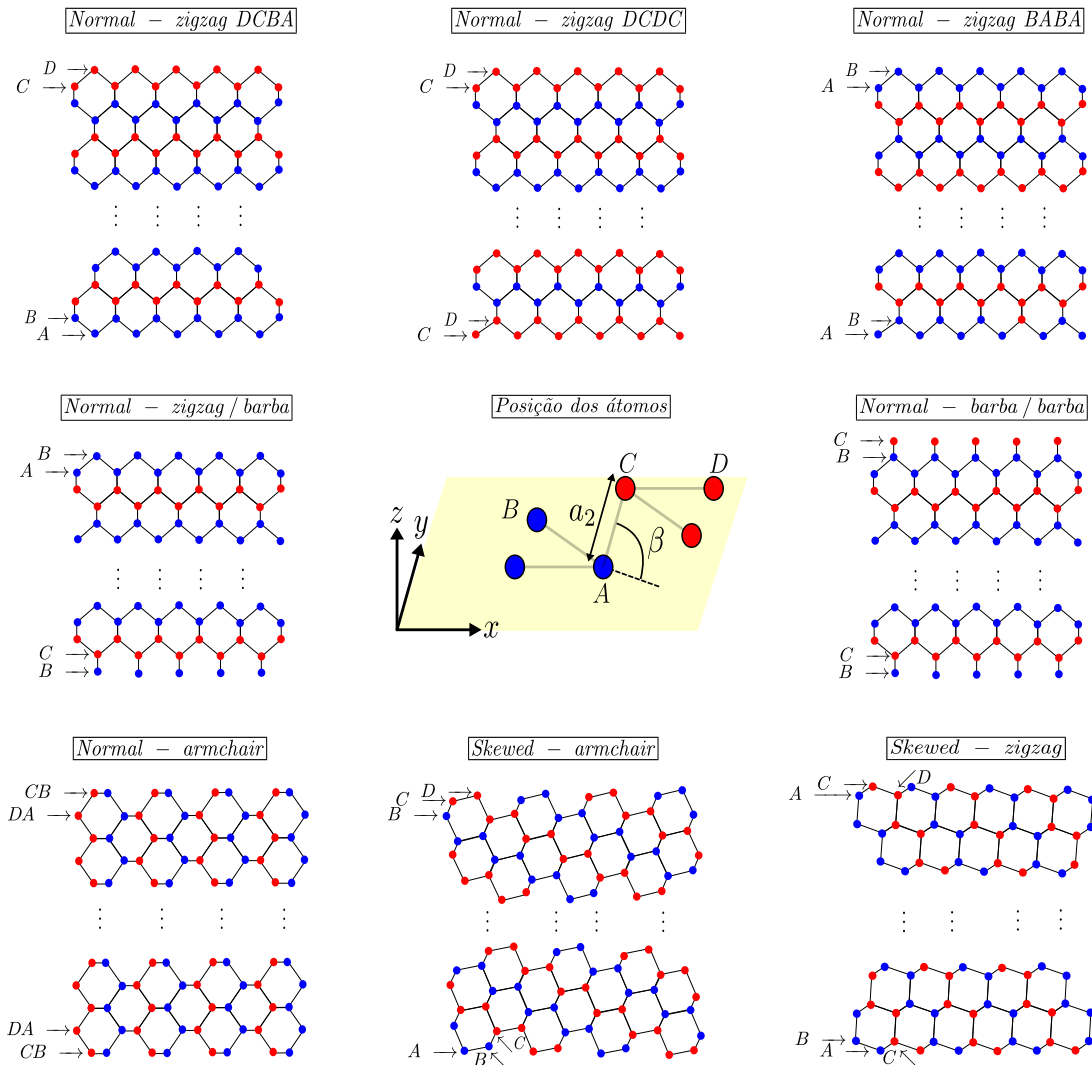 Normal − zigzag DCBA
D
C
B
A
Normal − zigzag DCDC
D
C
D
C
Normal − zigzag BABA
B
A
B
A
Normal − zigzag / barba
B
A
C
B
Posição dos átomos
C
D
B
a2
β
A
z
y
x
Normal − barba / barba
C
B
C
B
Normal − armchair
CB
DA
DA
CB
Skewed − armchair
D
C
B
C
A
B
Skewed − zigzag
C
D
A
B
A
C